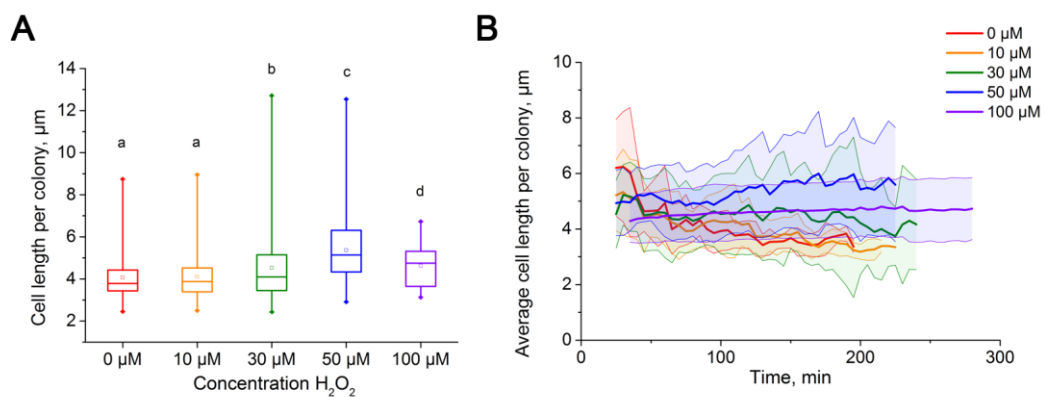 A
Cell length per colony, µm
14
12
10
8
6
4
2
a
a
b
c
d
0 µM
10 µM
30 µM
50 µM
100 µM
Concentration H₂O₂
B
Average cell length per colony, µm
10
8
6
4
2
0
0
100
200
300
Time, min
0 µM
10 µM
30 µM
50 µM
100 µM